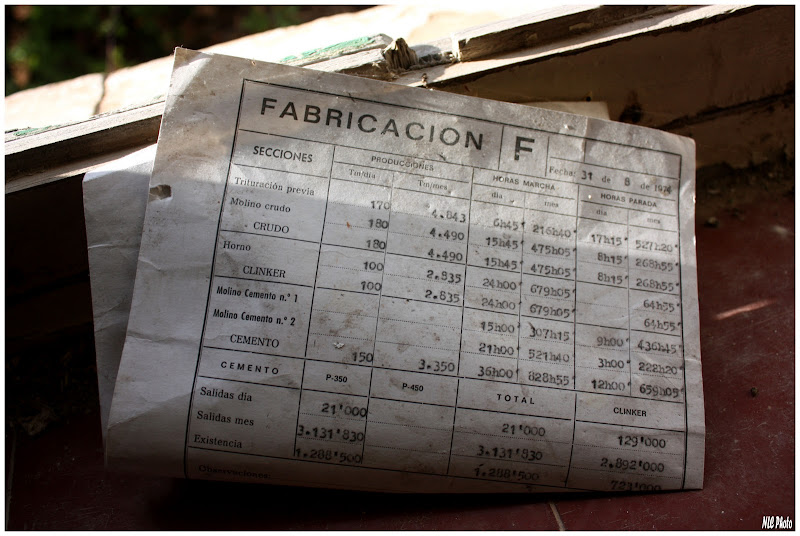 FABRICACION F
Fecha: 31 de 8 de 197
SECCIONES PRODUCCIONES HORAS MARCHA HORAS PARADA
Tm/día Tm/mes día mes día mes
Trituración previa 170 4.843 6h45' 216h40' 17h15' 527h20'
Molino crudo 180 4.490 15h45' 475h05' 8h15' 268h55'
CRUDO 180 4.490 15h45' 475h05' 8h15' 268h55'
Horno 100 2.835 24h00' 679h05' 64h55'
CLINKER 100 2.835 24h00' 679h05' 64h55'
Molino Cemento n.º 1 15h00' 307h15' 9h00' 436h45'
Molino Cemento n.º 2 21h00' 521h40' 3h00' 222h20'
CEMENTO 150 3.350 36h00' 828h55' 12h00' 659h05'
CEMENTO P-350 P-450 TOTAL CLINKER
Salidas día 21'000 21'000 129'000
Salidas mes 3.131'830 3.131'830 2.892'000
Existencia 1.288'500 1.288'500 723'000
Observaciones:
NLC Photo